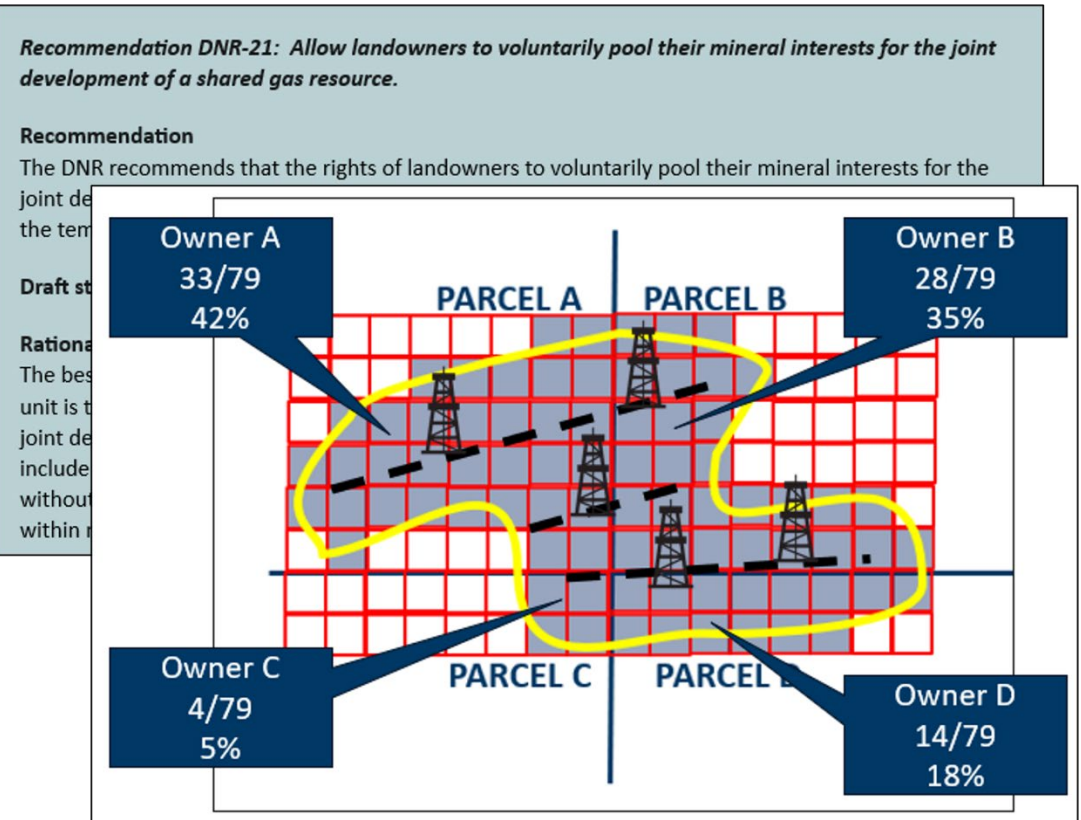 Recommendation DNR-21: Allow landowners to voluntarily pool their mineral interests for the joint
development of a shared gas resource.
Recommendation
The DNR recommends that the rights of landowners to voluntarily pool their mineral interests for the
joint de
the tem
Draft st
Rationa
The bes
unit is t
joint de
include
without
within r
Owner A
33/79
42%
Owner B
28/79
35%
PARCEL A
PARCEL B
Owner C
4/79
5%
PARCEL C
PARCEL D
Owner D
14/79
18%